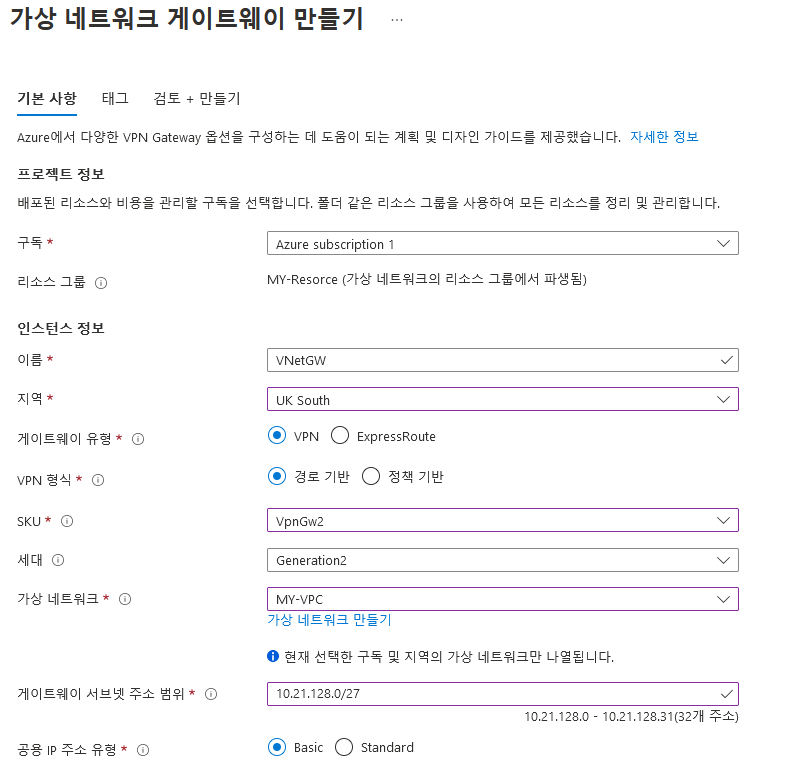 가상 네트워크 게이트웨이 만들기 ...
기본 사항 태그 검토 + 만들기
Azure에서 다양한 VPN Gateway 옵션을 구성하는 데 도움이 되는 계획 및 디자인 가이드를 제공했습니다. 자세한 정보
프로젝트 정보
배포된 리소스와 비용을 관리할 구독을 선택합니다. 폴더 같은 리소스 그룹을 사용하여 모든 리소스를 정리 및 관리합니다.
구독 * Azure subscription 1
리소스 그룹 MY-Resorce (가상 네트워크의 리소스 그룹에서 파생됨)
인스턴스 정보
이름 * VNetGW
지역 * UK South
게이트웨이 유형 * VPN ExpressRoute
VPN 형식 * 경로 기반 정책 기반
SKU * VpnGw2
세대 Generation2
가상 네트워크 * MY-VPC
가상 네트워크 만들기
현재 선택한 구독 및 지역의 가상 네트워크만 나열됩니다.
게이트웨이 서브넷 주소 범위 * 10.21.128.0/27
10.21.128.0 - 10.21.128.31(32개 주소)
공용 IP 주소 유형 * Basic Standard